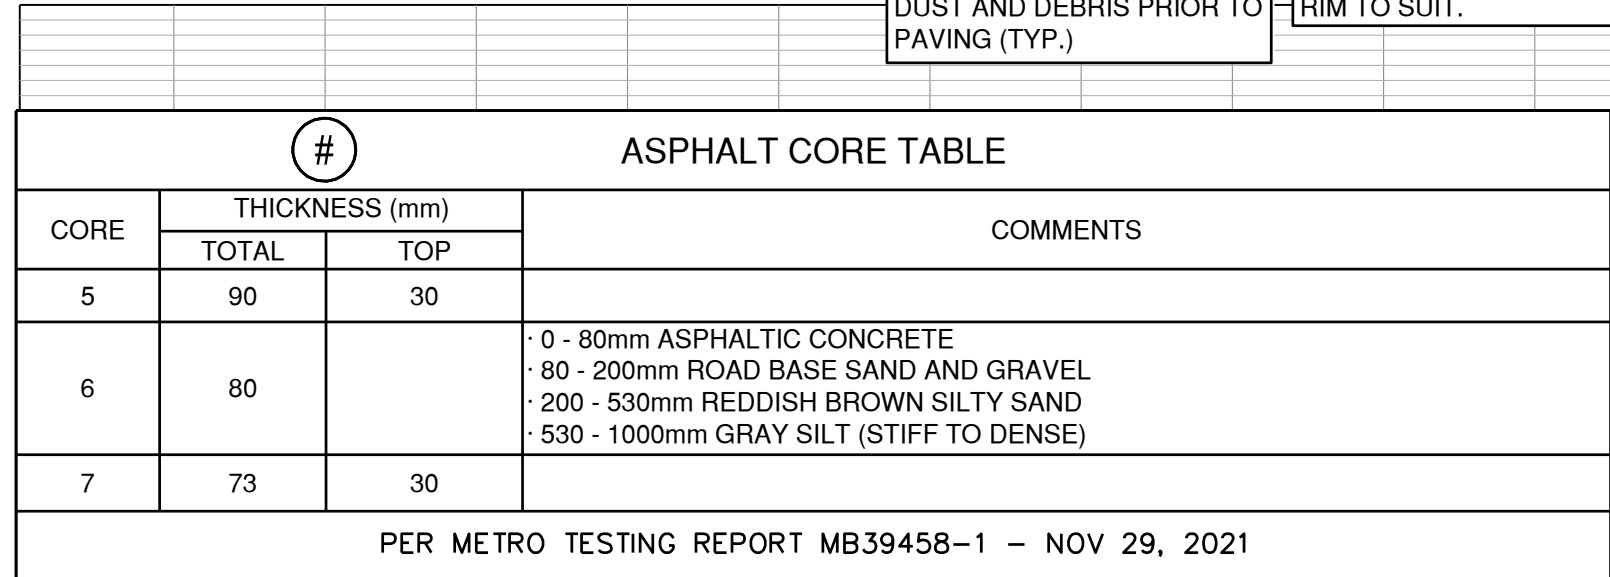 DUST AND DEBRIS PRIOR TO
PAVING (TYP.)
RIM TO SUIT.
# ASPHALT CORE TABLE
CORE THICKNESS (mm) COMMENTS
TOTAL TOP
5 90 30
6 80
· 0 - 80mm ASPHALTIC CONCRETE
· 80 - 200mm ROAD BASE SAND AND GRAVEL
· 200 - 530mm REDDISH BROWN SILTY SAND
· 530 - 1000mm GRAY SILT (STIFF TO DENSE)
7 73 30
PER METRO TESTING REPORT MB39458-1 - NOV 29, 2021